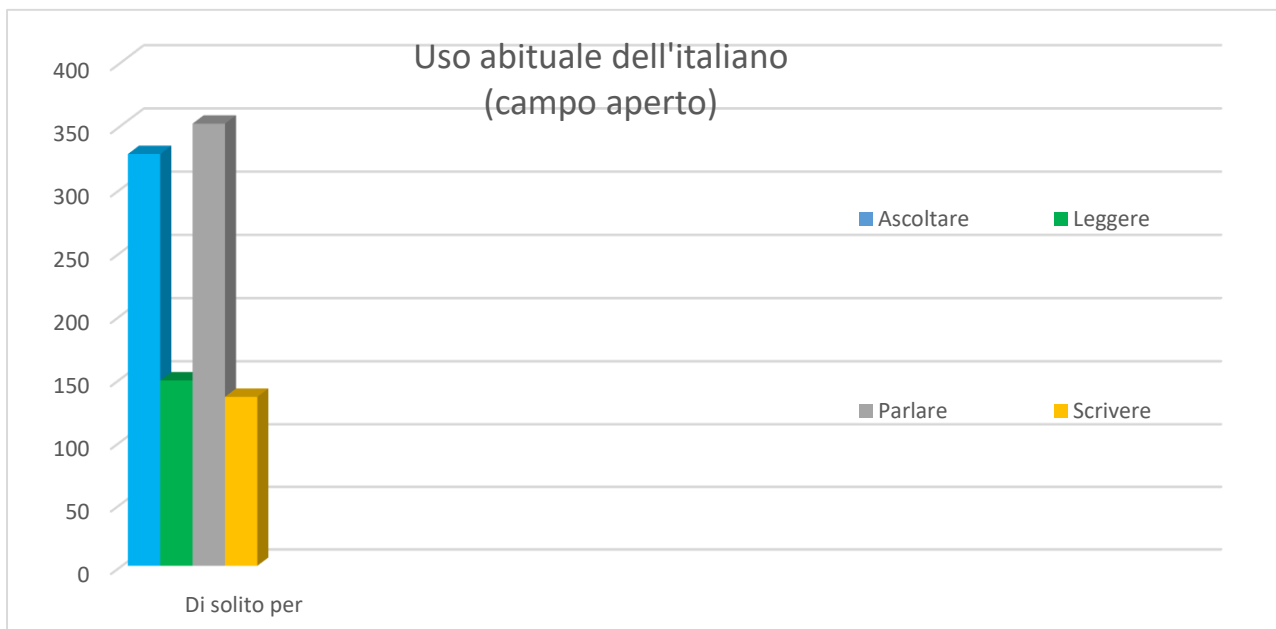 Uso abituale dell'italiano
(campo aperto)
400
350
300
250
200
150
100
50
0
Ascoltare
Leggere
Parlare
Scrivere
Di solito per